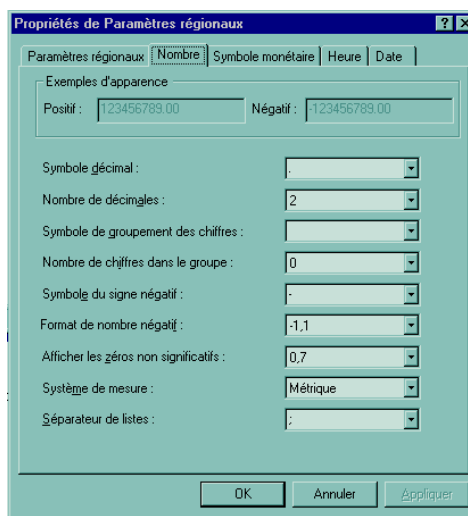 Propriétés de Paramètres régionaux
Paramètres régionaux Nombre Symbole monétaire Heure Date
Exemples d'apparence
Positif : 123456789.00 Négatif : -123456789.00
Symbole décimal : .
Nombre de décimales : 2
Symbole de groupement des chiffres :
Nombre de chiffres dans le groupe : 0
Symbole du signe négatif : -
Format de nombre négatif : -1,1
Afficher les zéros non significatifs : 0,7
Système de mesure : Métrique
Séparateur de listes : ;
OK Annuler Appliquer